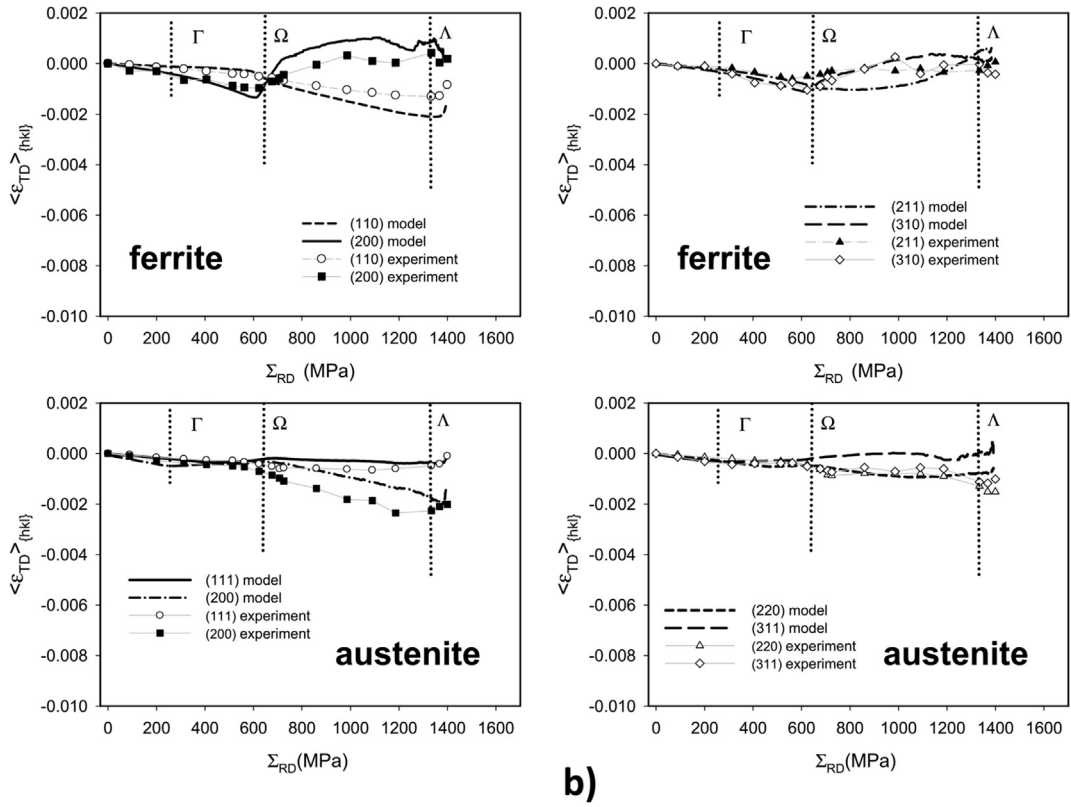 0.002
0.000
-0.002
-0.004
-0.006
-0.008
-0.010
<ε_TD>_{hkl}
Γ
Ω
Λ
(110) model
(200) model
(110) experiment
(200) experiment
ferrite
0 200 400 600 800 1000 1200 1400 1600
Σ_RD (MPa)
0.002
0.000
-0.002
-0.004
-0.006
-0.008
-0.010
<ε_TD>_{hkl}
Γ
Ω
Λ
(211) model
(310) model
(211) experiment
(310) experiment
ferrite
0 200 400 600 800 1000 1200 1400 1600
Σ_RD (MPa)
0.002
0.000
-0.002
-0.004
-0.006
-0.008
-0.010
<ε_TD>_{hkl}
Γ
Ω
Λ
(111) model
(200) model
(111) experiment
(200) experiment
austenite
0 200 400 600 800 1000 1200 1400 1600
Σ_RD(MPa)
0.002
0.000
-0.002
-0.004
-0.006
-0.008
-0.010
<ε_TD>_{hkl}
Γ
Ω
Λ
(220) model
(311) model
(220) experiment
(311) experiment
austenite
0 200 400 600 800 1000 1200 1400 1600
Σ_RD (MPa)
b)